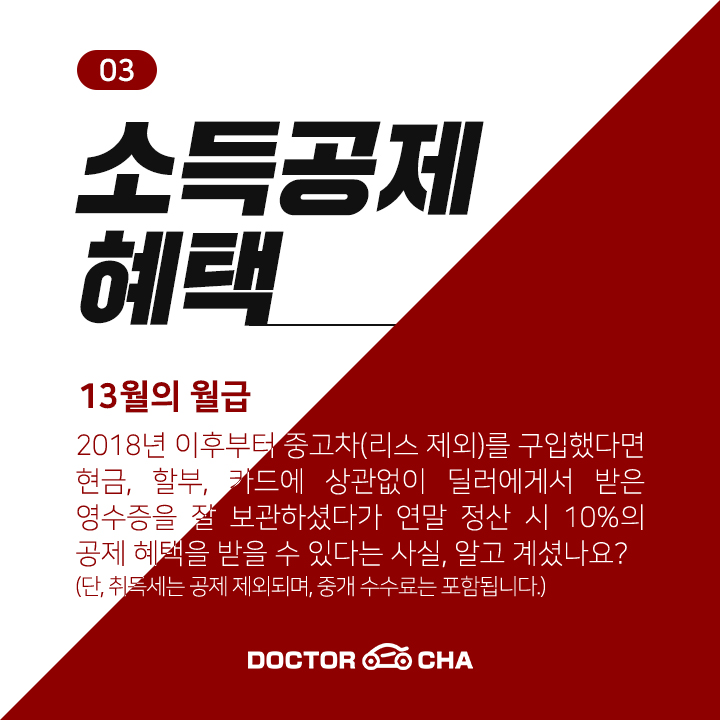 03
소득공제
혜택
13월의 월급
2018년 이후부터 중고차(리스 제외)를 구입했다면
현금, 할부, 카드에 상관없이 딜러에게서 받은
영수증을 잘 보관하셨다가 연말 정산 시 10%의
공제 혜택을 받을 수 있다는 사실, 알고 계셨나요?
(단, 취득세는 공제 제외되며, 중개 수수료는 포함됩니다.)
DOCTOR CHA